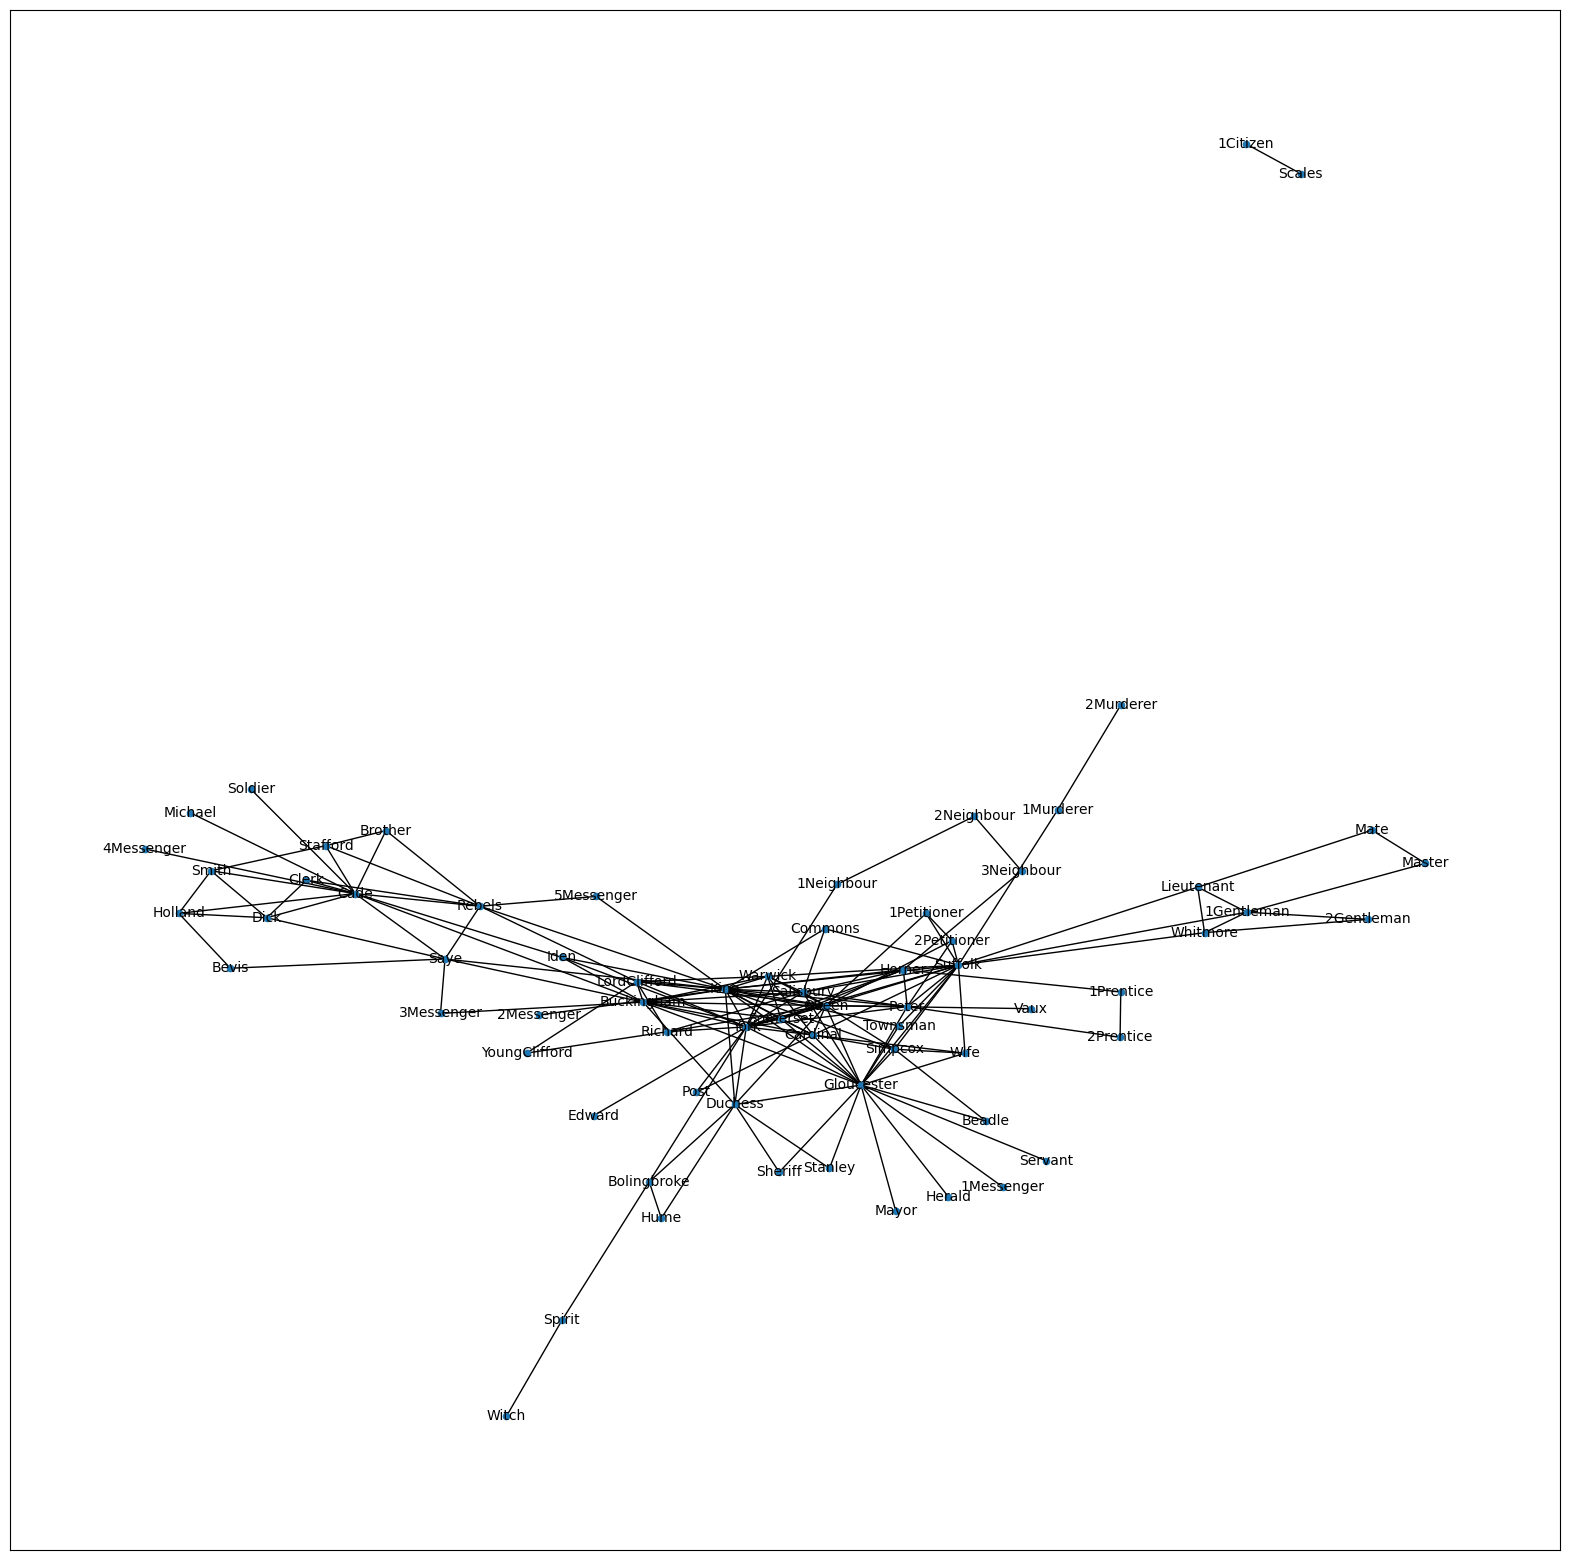 1Citizen
Scales
2Murderer
Soldier
1Murderer
Michael
2Neighbour
Brother
Mate
Stafford
4Messenger
Master
Smith
3Neighbour
Clerk
1Neighbour
Lieutenant
Cade
5Messenger
Rebels
Holland
1Petitioner
1Gentleman
Dick
2Gentleman
Commons
Whitmore
2Petitioner
Iden
Saye
Suffolk
Bevis
Horner
Warwick
LordClifford
King
Salisbury
1Prentice
Buckingham
Queen
Peter
Vaux
3Messenger
2Messenger
Somerset
York
Townsman
Richard
Cardinal
2Prentice
Simpcox
YoungClifford
Wife
Gloucester
Post
Duchess
Edward
Beadle
Servant
Stanley
Sheriff
Bolingbroke
1Messenger
Herald
Mayor
Hume
Spirit
Witch